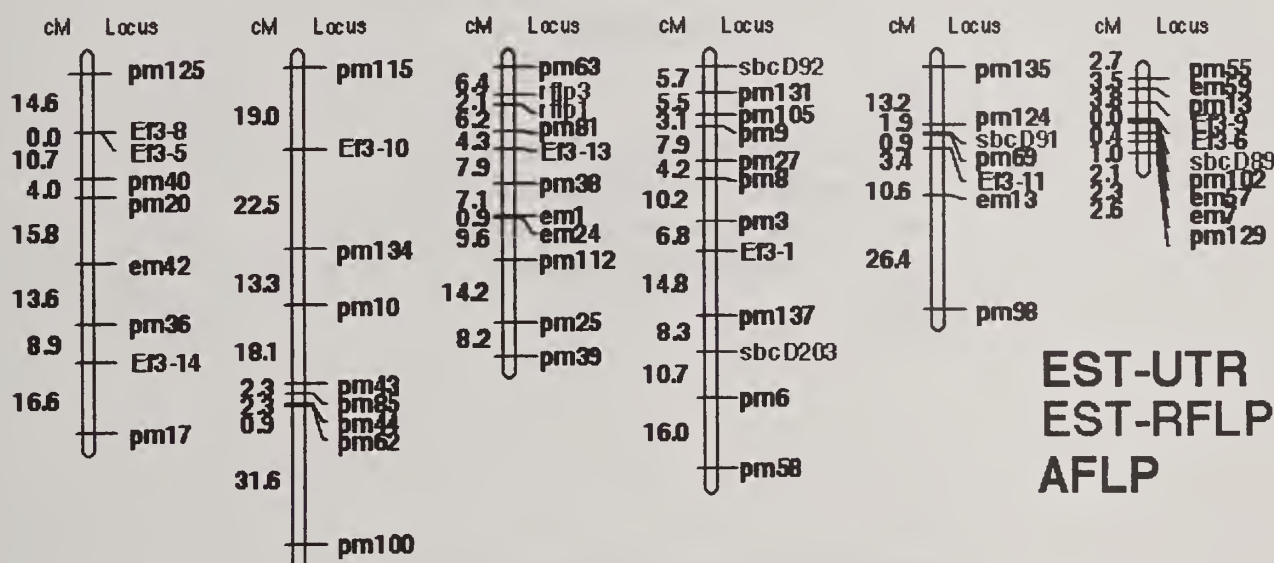 cM Locus
pm125
14.6
Ef3-8
0.0
Ef3-5
10.7
pm40
4.0
pm20
15.8
em42
13.6
pm36
8.9
Ef3-14
16.6
pm17
cM Locus
pm115
19.0
Ef3-10
22.5
pm134
13.3
pm10
18.1
pm43
2.3
pm85
2.3
pm44
0.9
pm62
31.6
pm100
cM Locus
pm63
6.4
rflp3
2.1
rflp1
6.2
pm81
4.3
Ef3-13
7.9
pm38
7.1
em1
0.9
em24
9.6
pm112
14.2
pm25
8.2
pm39
cM Locus
sbcD92
5.7
pm131
5.5
pm105
3.1
pm9
7.9
pm27
4.2
pm8
10.2
pm3
6.8
Ef3-1
14.8
pm137
8.3
sbcD203
10.7
pm6
16.0
pm58
cM Locus
pm135
13.2
pm124
1.9
sbcD91
0.9
pm69
3.4
Ef3-11
10.6
em13
26.4
pm98
cM Locus
2.7
pm55
3.5
em59
3.8
pm13
0.0
Ef3-9
0.4
Ef3-6
1.0
sbcD89
2.1
pm102
2.3
em57
2.6
em7
pm129
EST-UTR
EST-RFLP
AFLP